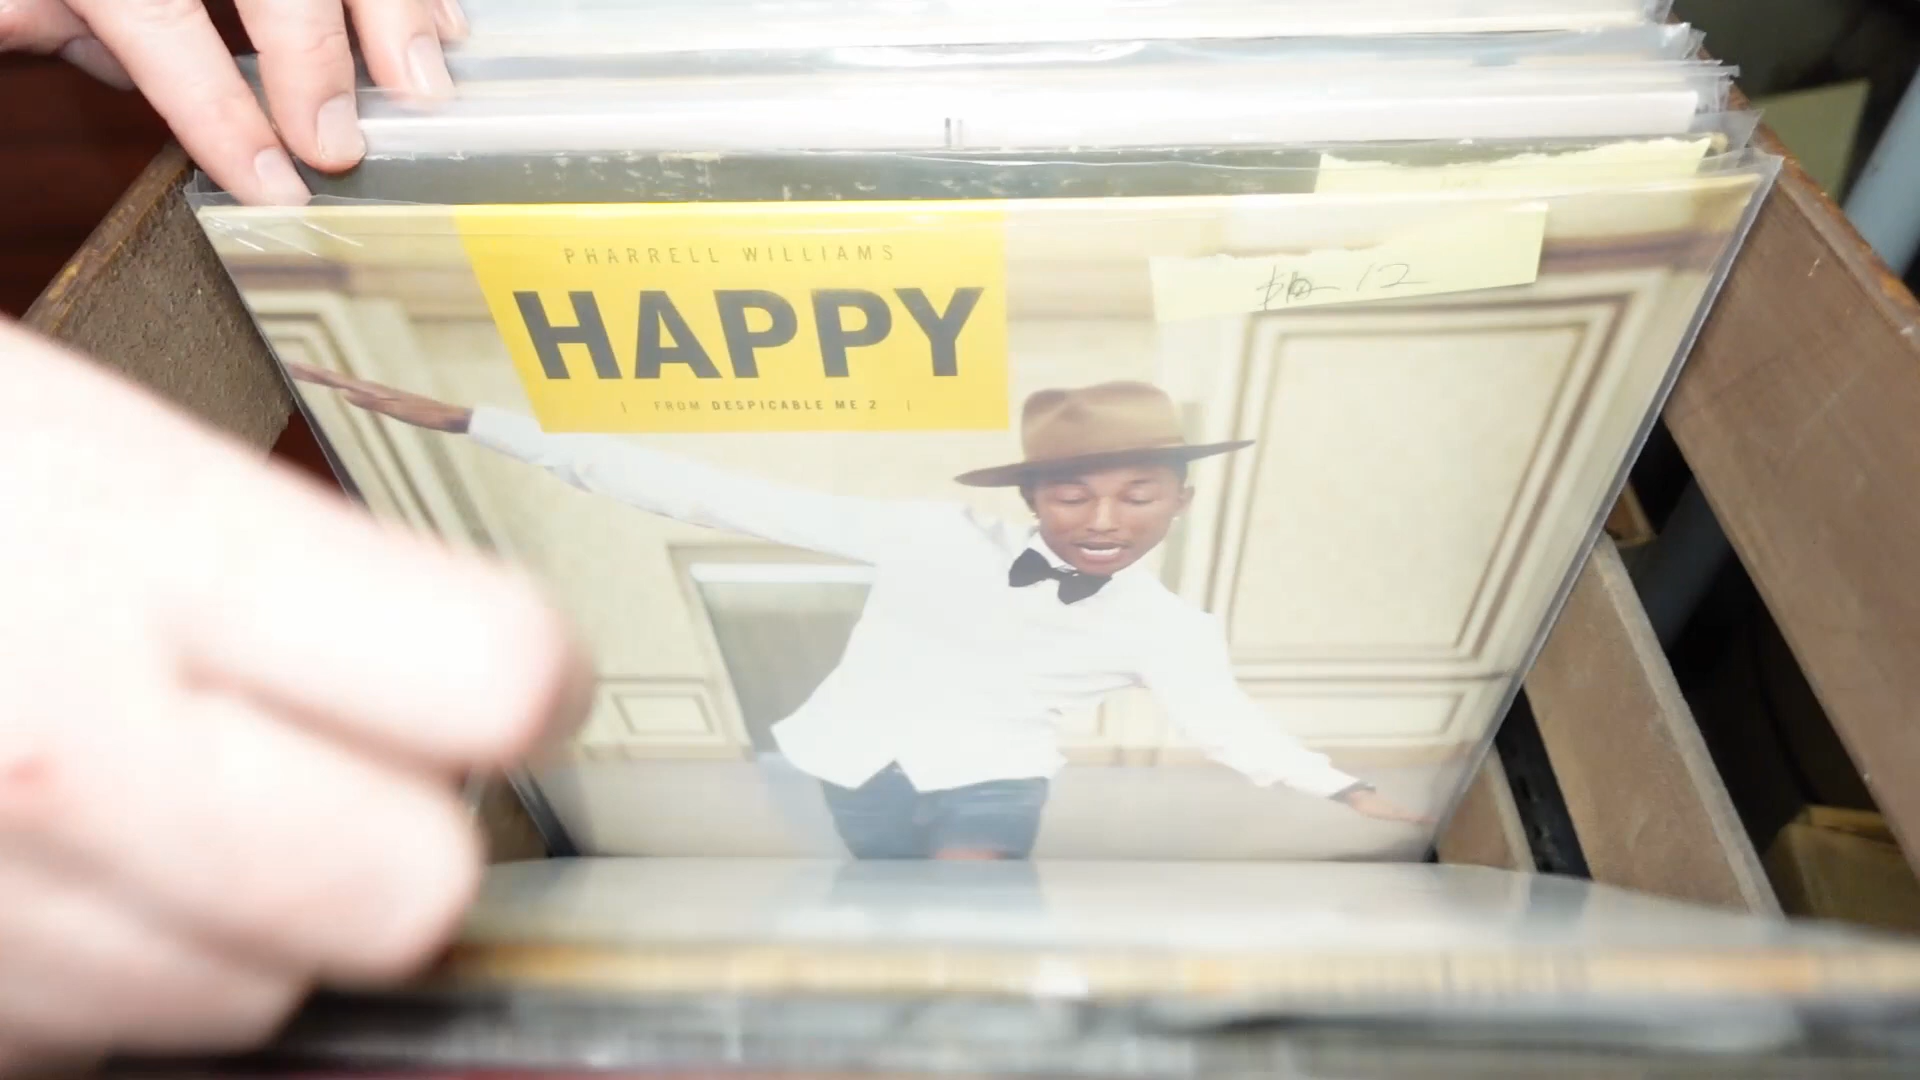 PHARRELL WILLIAMS
HAPPY
FROM DESPICABLE ME 2
12